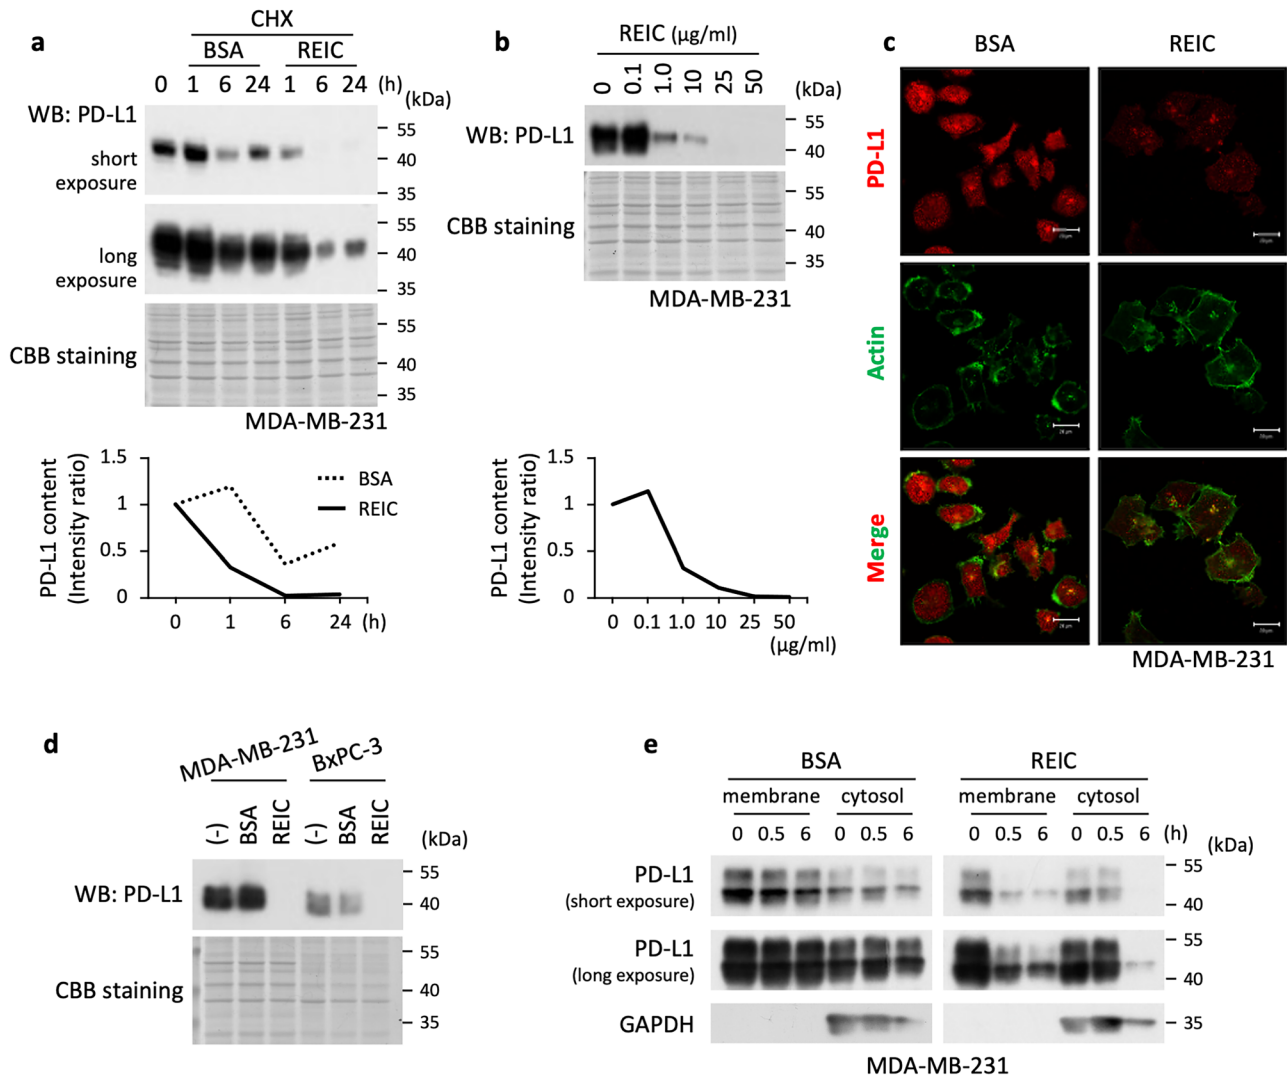 a
CHX
BSA REIC
0 1 6 24 1 6 24 (h)
(kDa)
WB: PD-L1
short
exposure
55
40
35
long
exposure
55
40
35
CBB staining
55
40
35
MDA-MB-231
PD-L1 content
(Intensity ratio)
1.5
1
0.5
0
BSA
REIC
0 1 6 24 (h)
b
REIC (μg/ml)
0 0.1 1.0 10 25 50
(kDa)
WB: PD-L1
55
40
CBB staining
55
40
35
MDA-MB-231
PD-L1 content
(Intensity ratio)
1.5
1
0.5
0
0 0.1 1.0 10 25 50
(μg/ml)
c
BSA REIC
PD-L1
Actin
Merge
MDA-MB-231
d
MDA-MB-231 BxPC-3
(-) BSA REIC (-) BSA REIC
(kDa)
WB: PD-L1
55
40
CBB staining
55
40
35
e
BSA REIC
membrane cytosol membrane cytosol
0 0.5 6 0 0.5 6 0 0.5 6 0 0.5 6 (h)
(kDa)
PD-L1
(short exposure)
55
40
PD-L1
(long exposure)
55
40
GAPDH
35
MDA-MB-231